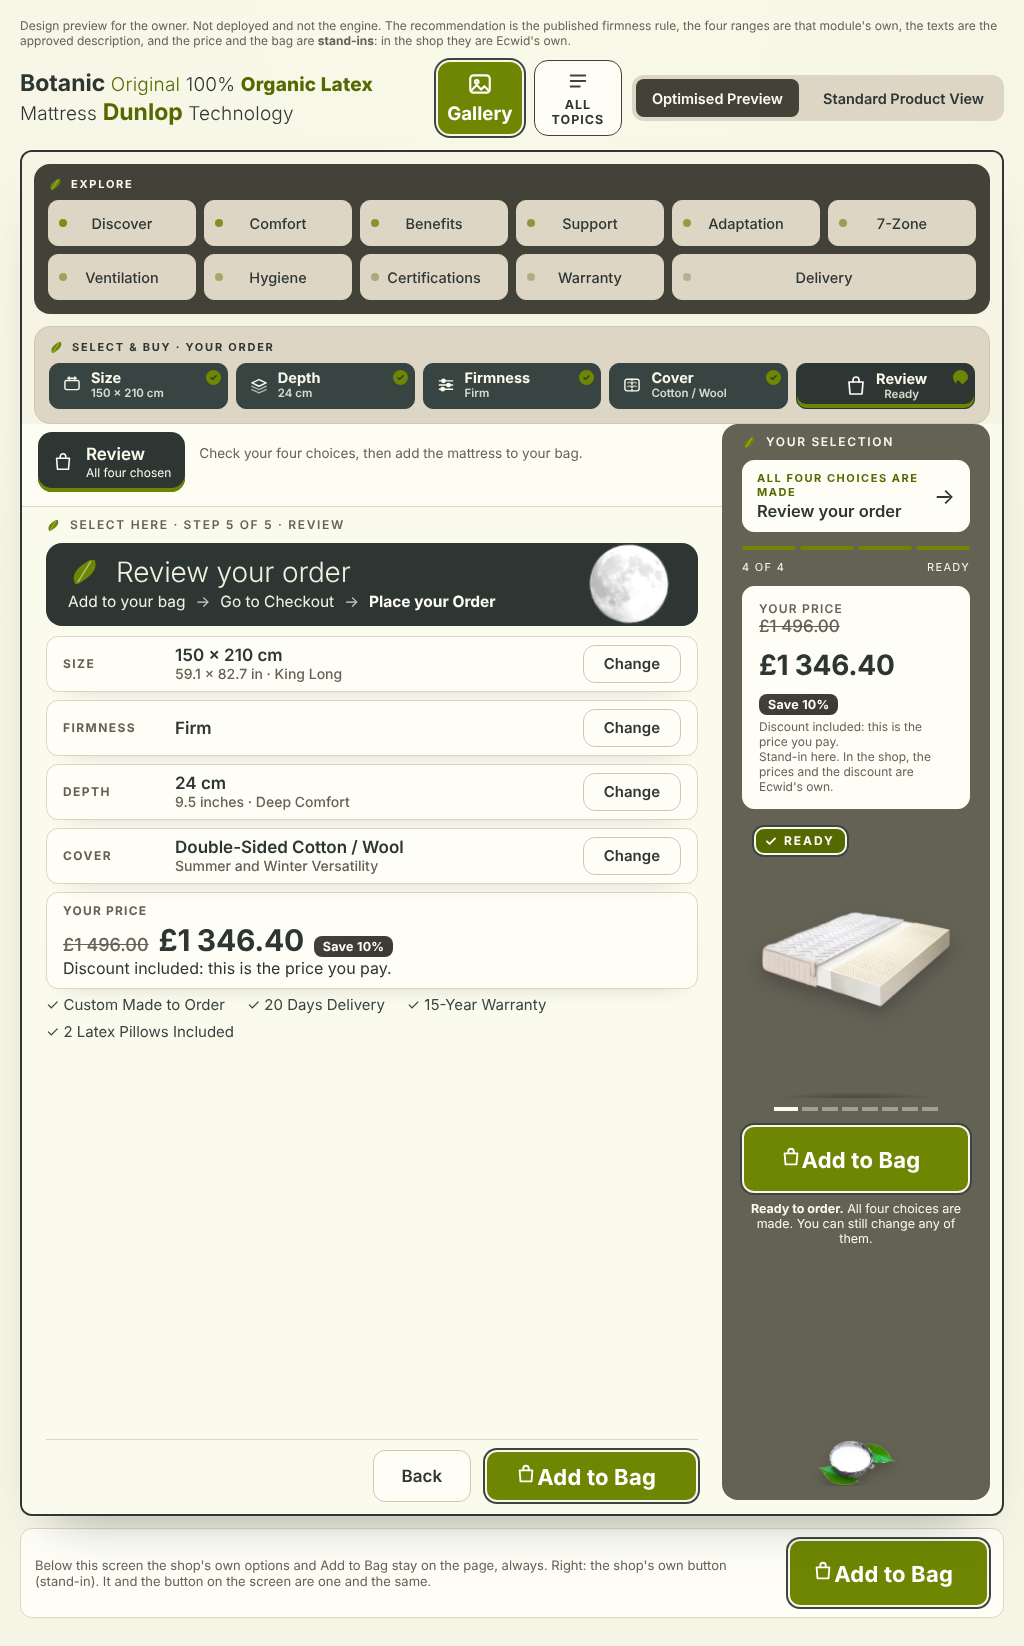 Design preview for the owner. Not deployed and not the engine. The recommendation is the published firmness rule, the four ranges are that module's own, the texts are the
approved description, and the price and the bag are stand-ins: in the shop they are Ecwid's own.
Botanic Original 100% Organic Latex
Mattress Dunlop Technology
Gallery
ALL
TOPICS
Optimised Preview
Standard Product View
EXPLORE
Discover
Comfort
Benefits
Support
Adaptation
7-Zone
Ventilation
Hygiene
Certifications
Warranty
Delivery
SELECT & BUY · YOUR ORDER
Size
150 × 210 cm
Depth
24 cm
Firmness
Firm
Cover
Cotton / Wool
Review
Ready
Review
All four chosen
Check your four choices, then add the mattress to your bag.
SELECT HERE · STEP 5 OF 5 · REVIEW
Review your order
Add to your bag → Go to Checkout → Place your Order
SIZE
150 × 210 cm
59.1 × 82.7 in · King Long
Change
FIRMNESS
Firm
Change
DEPTH
24 cm
9.5 inches · Deep Comfort
Change
COVER
Double-Sided Cotton / Wool
Summer and Winter Versatility
Change
YOUR PRICE
£1 496.00 £1 346.40 Save 10%
Discount included: this is the price you pay.
✓ Custom Made to Order ✓ 20 Days Delivery ✓ 15-Year Warranty
✓ 2 Latex Pillows Included
Back
Add to Bag
YOUR SELECTION
ALL FOUR CHOICES ARE
MADE
Review your order
→
4 OF 4
READY
YOUR PRICE
£1 496.00
£1 346.40
Save 10%
Discount included: this is the
price you pay.
Stand-in here. In the shop, the
prices and the discount are
Ecwid's own.
✓ READY
Add to Bag
Ready to order. All four choices are
made. You can still change any of
them.
Below this screen the shop's own options and Add to Bag stay on the page, always. Right: the shop's own button
(stand-in). It and the button on the screen are one and the same.
Add to Bag